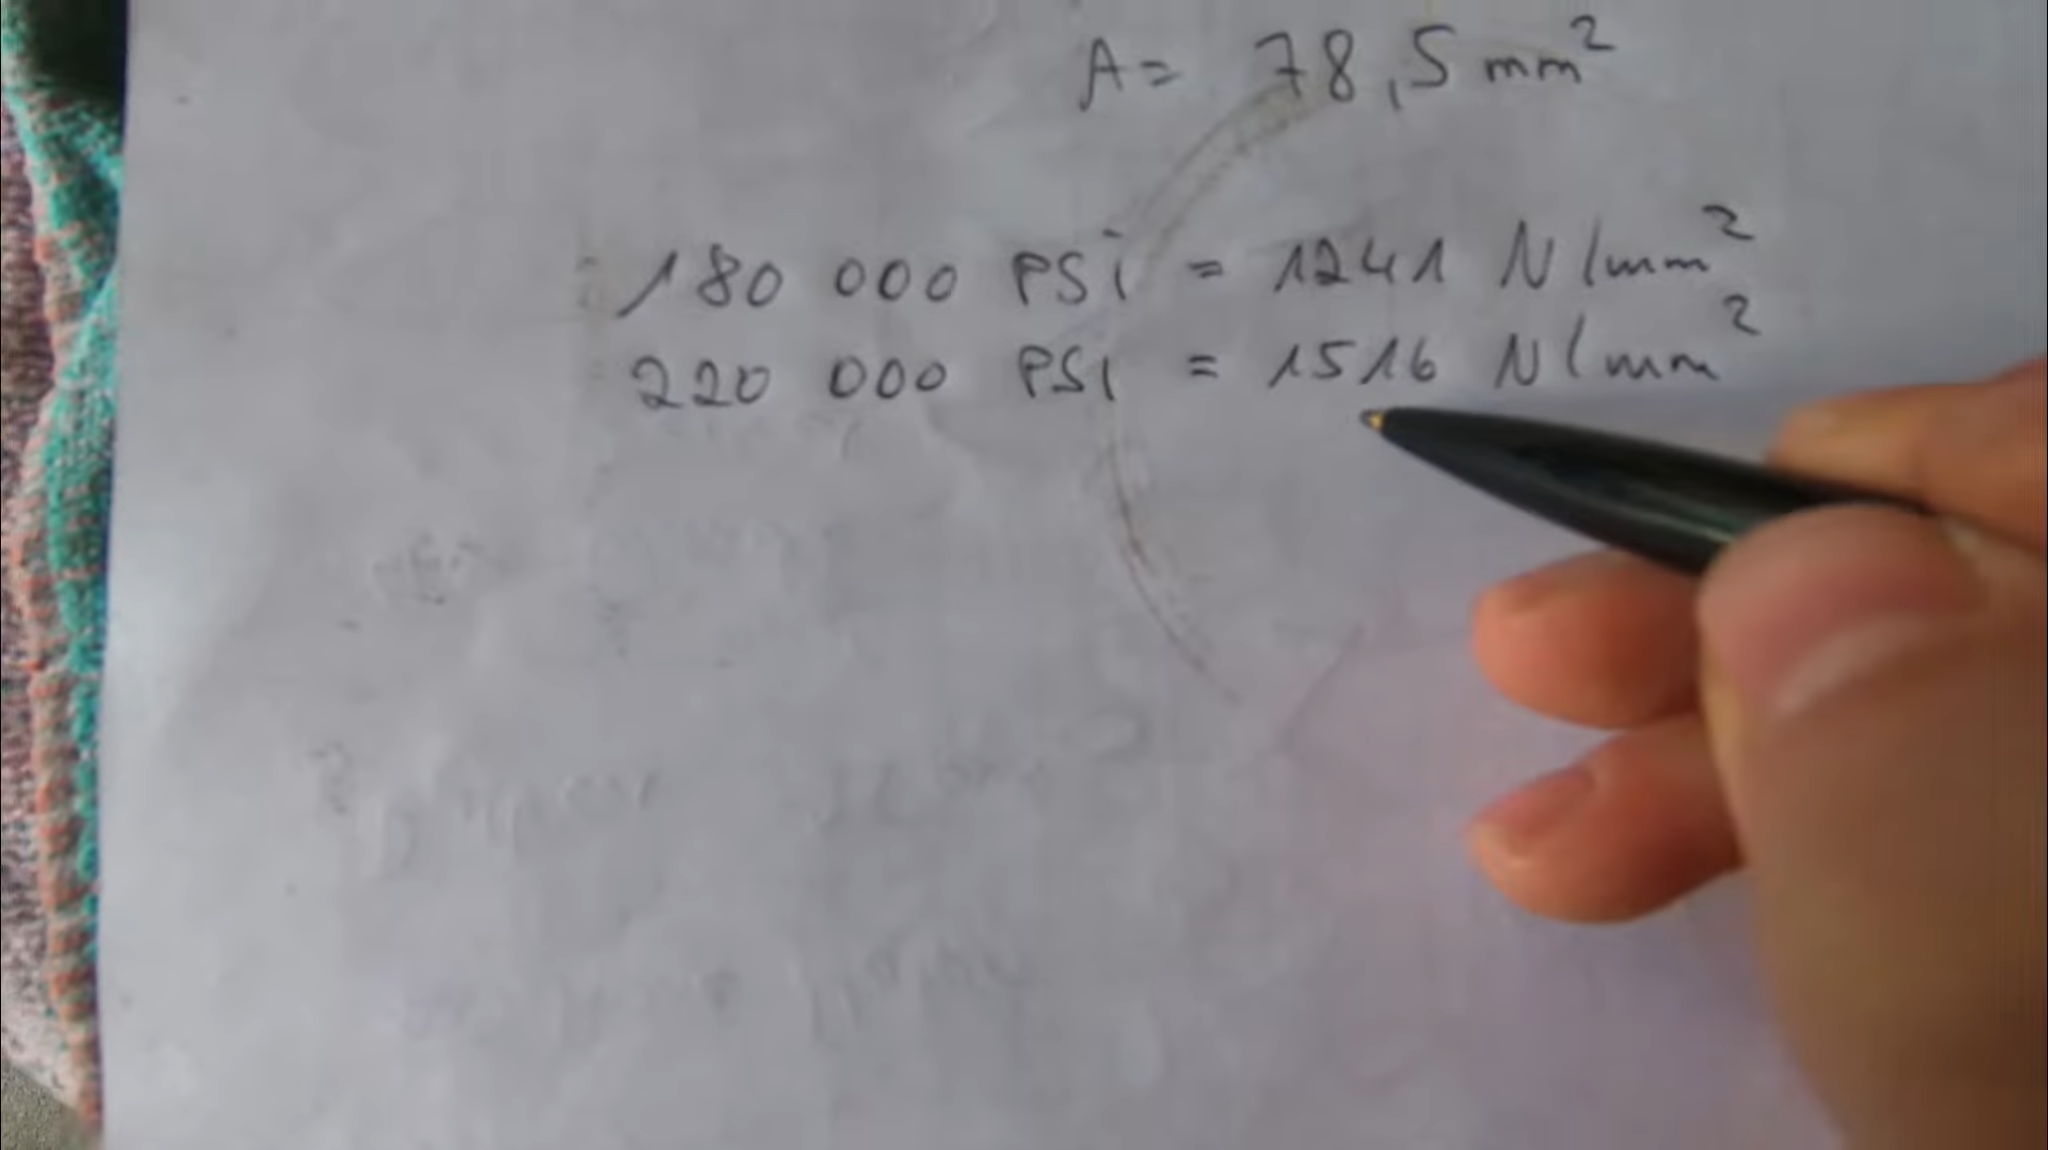 A= 78,5 mm²
180 000 PSi = 1241 N/mm²
220 000 PSi = 1516 N/mm²